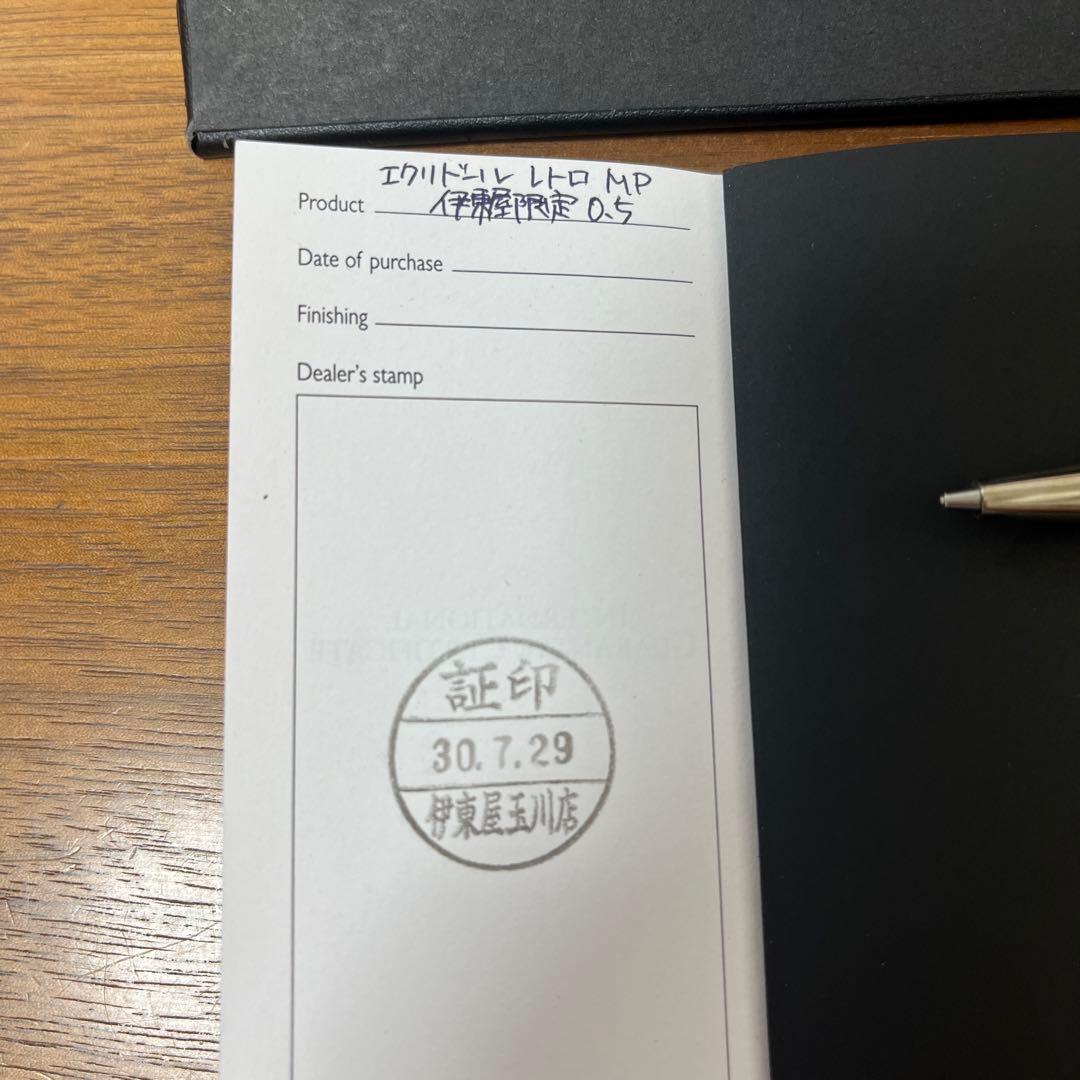 エクリドール レトロ MP
Product 伊東屋限定 0.5
Date of purchase
Finishing
Dealer's stamp
証印
30.7.29
伊東屋玉川店